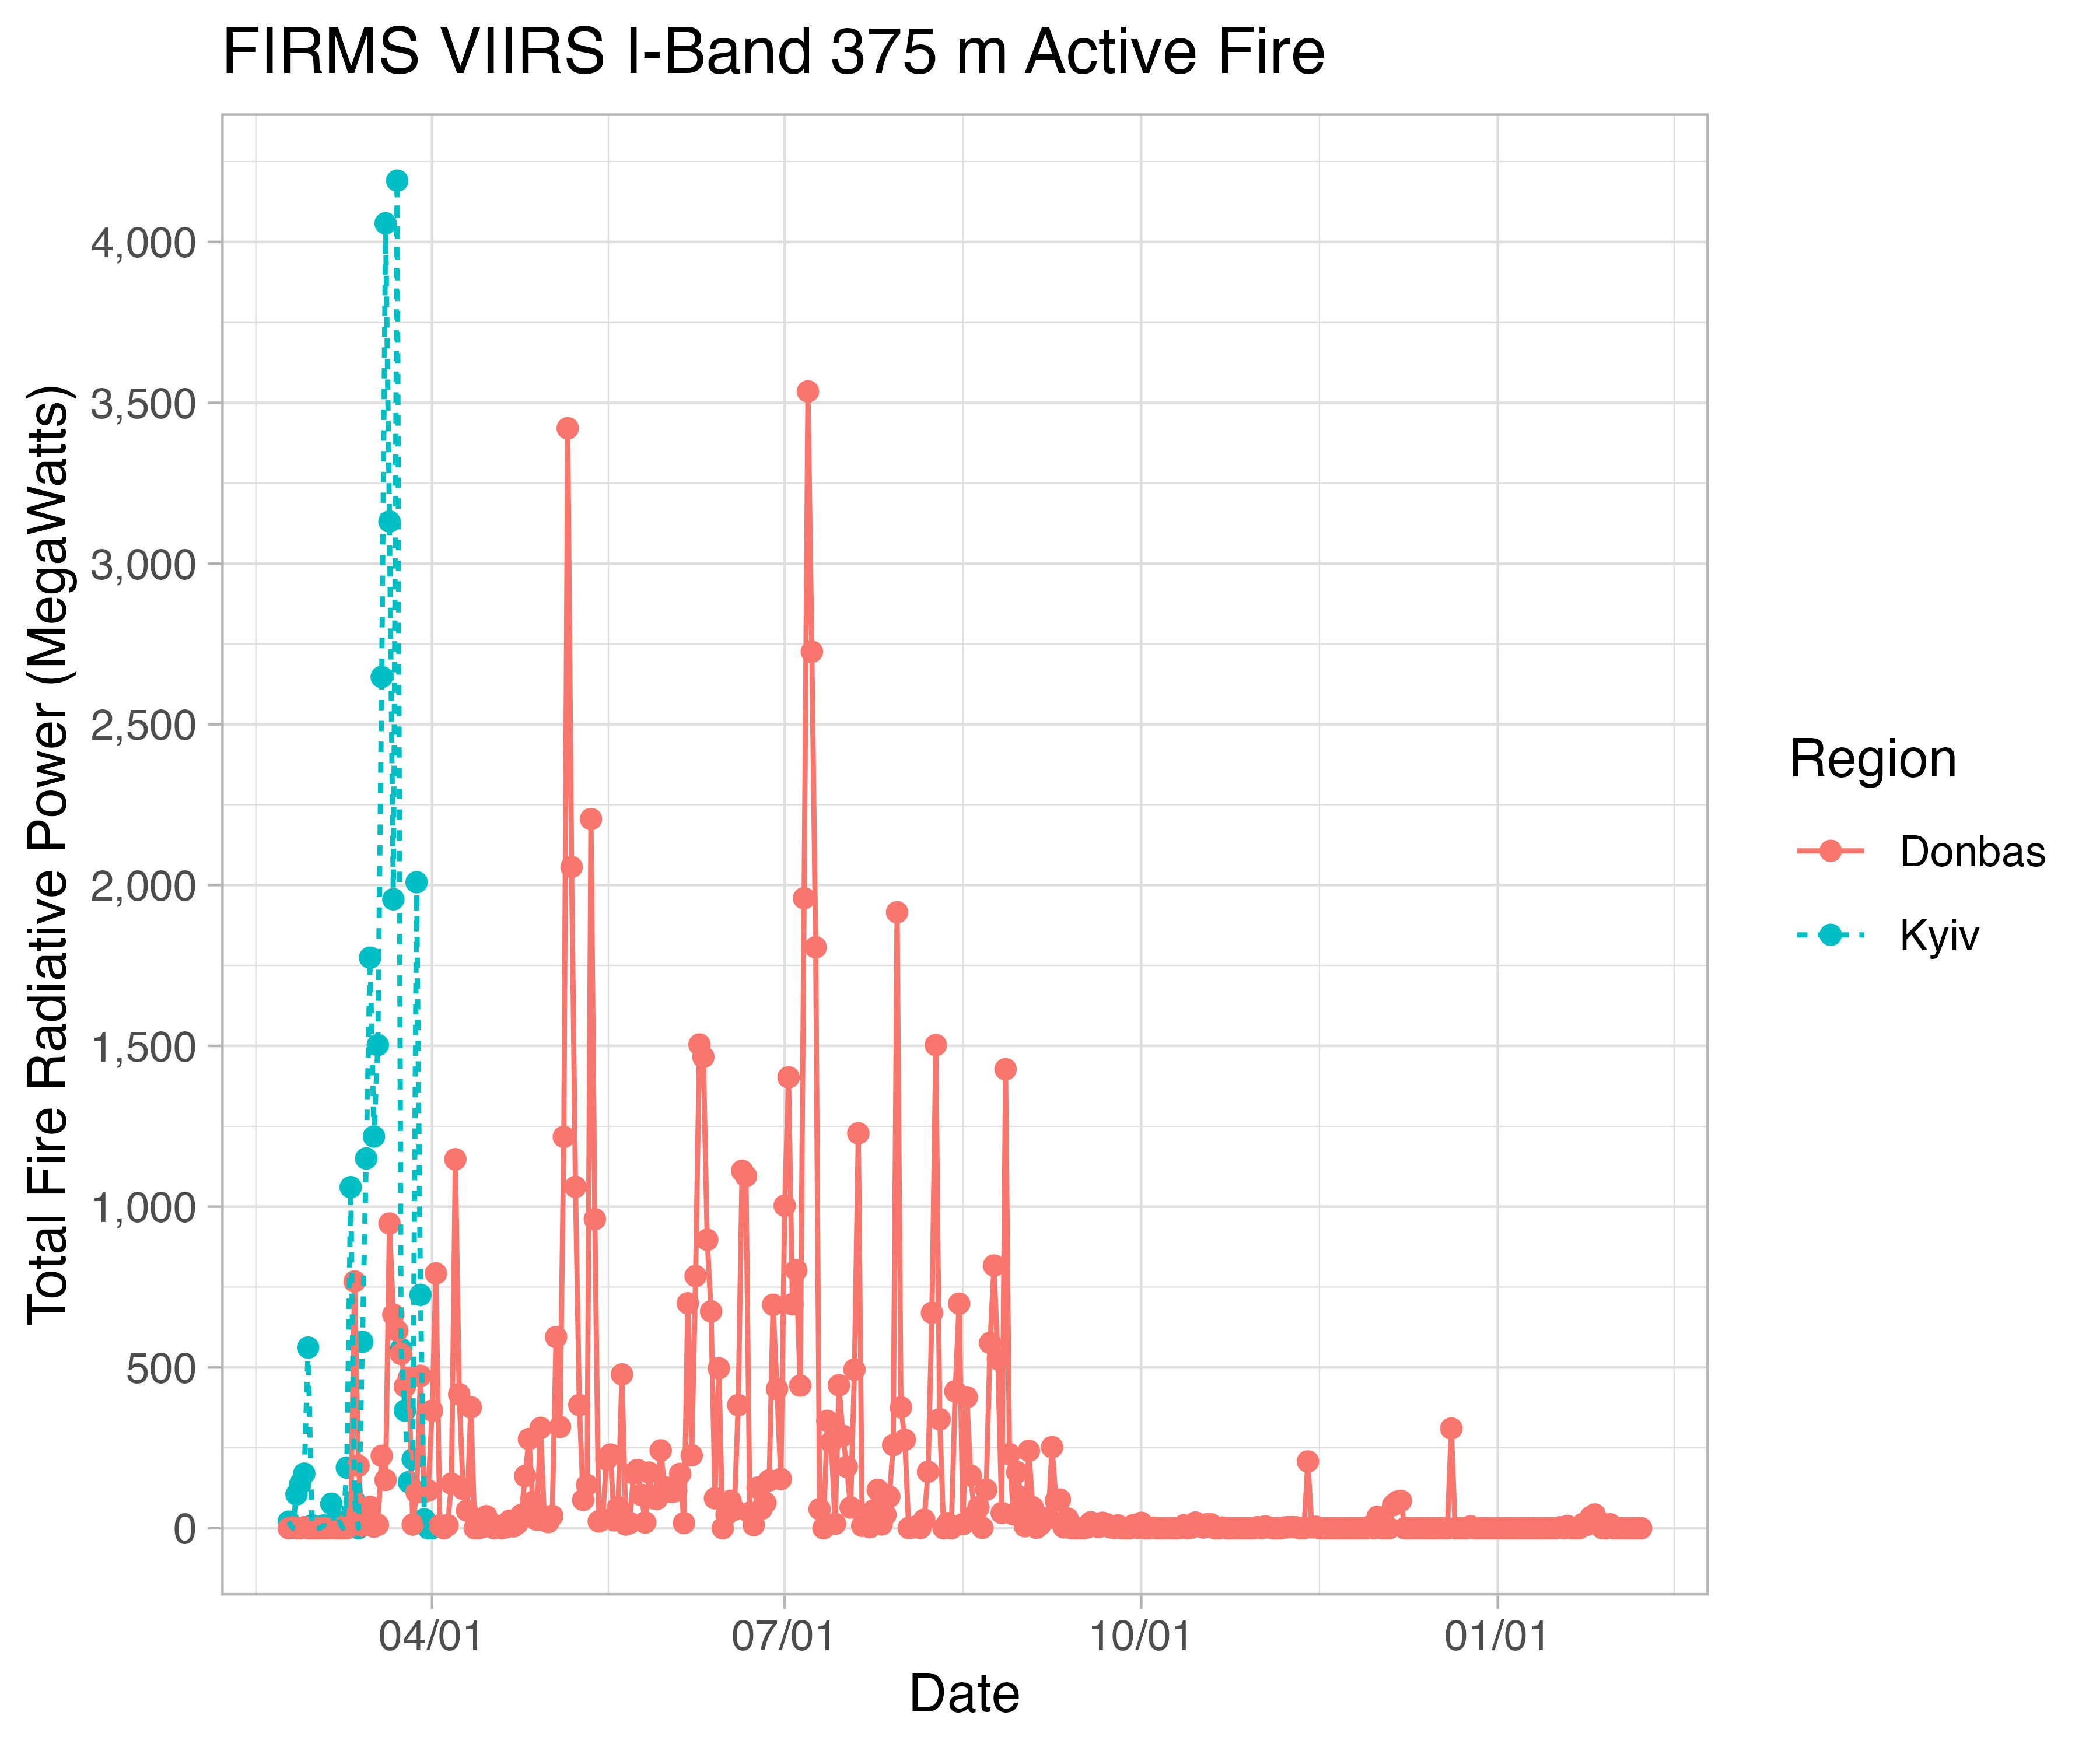 FIRMS VIIRS I-Band 375 m Active Fire
Total Fire Radiative Power (MegaWatts)
4,000
3,500
3,000
2,500
2,000
1,500
1,000
500
0
04/01
07/01
10/01
01/01
Date
Region
Donbas
Kyiv